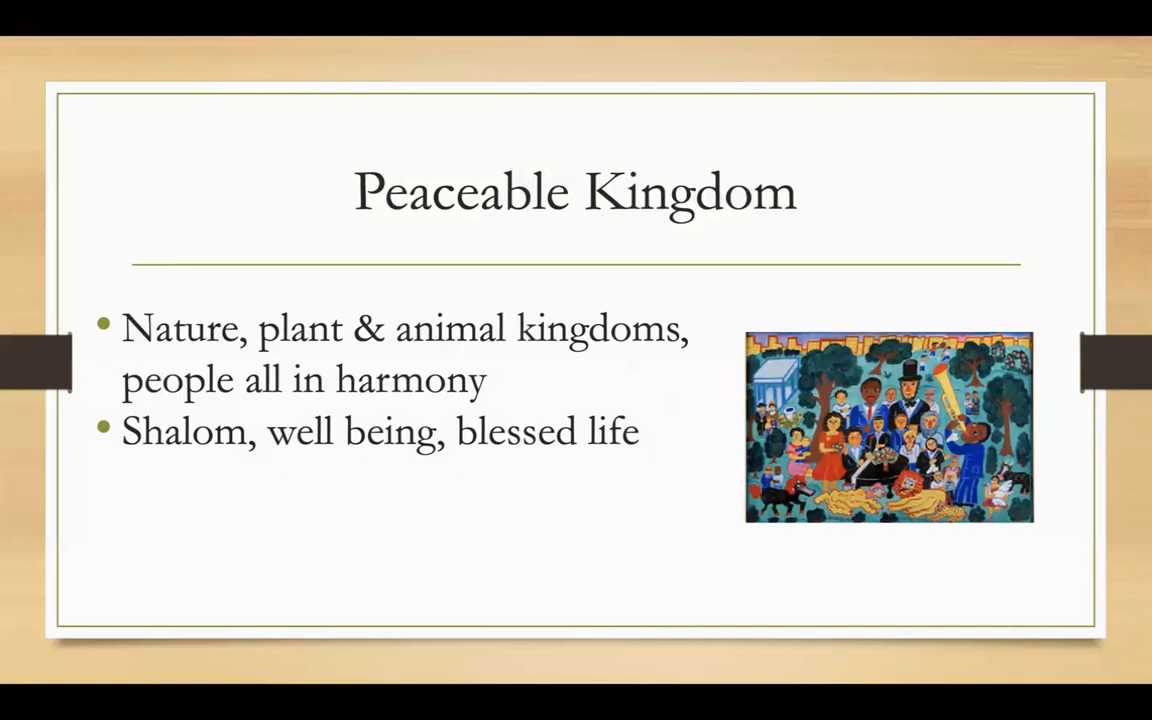 Peaceable Kingdom
• Nature, plant & animal kingdoms,
people all in harmony
• Shalom, well being, blessed life